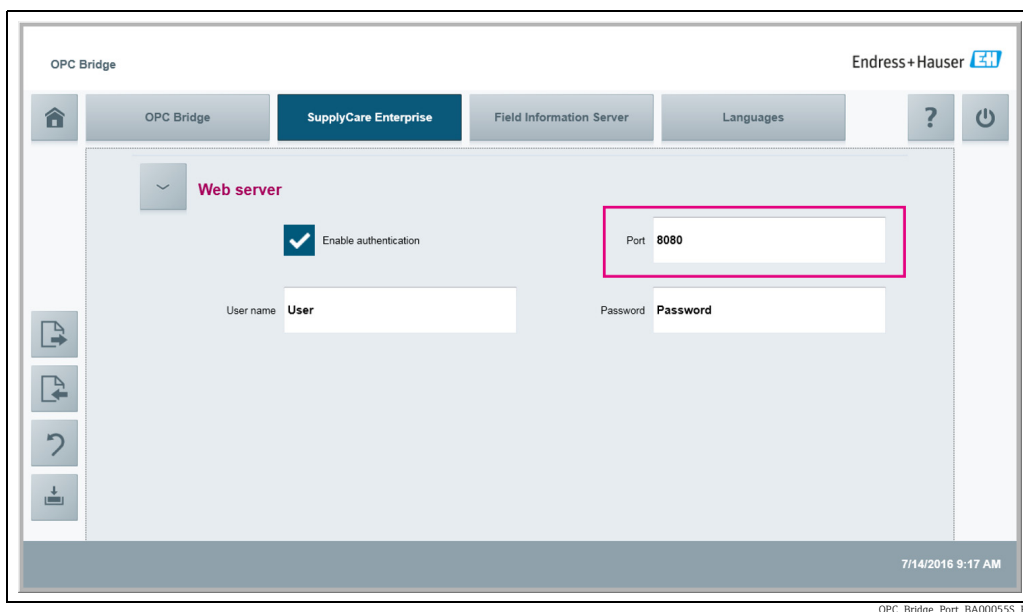 OPC Bridge
Endress+Hauser EH
OPC Bridge SupplyCare Enterprise Field Information Server Languages ?
Web server
Enable authentication Port 8080
User name User Password Password
7/14/2016 9:17 AM